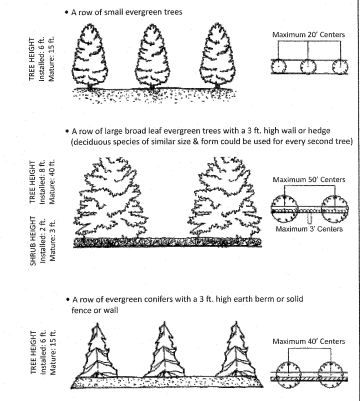 • A row of small evergreen trees
TREE HEIGHT
Installed: 6 ft.
Mature: 15 ft.
Maximum 20' Centers
• A row of large broad leaf evergreen trees with a 3 ft. high wall or hedge
(deciduous species of similar size & form could be used for every second tree)
TREE HEIGHT
Installed: 8 ft.
Mature: 40 ft.
SHRUB HEIGHT
Installed: 2 ft.
Mature: 3 ft.
Maximum 50' Centers
Maximum 3' Centers
• A row of evergreen conifers with a 3 ft. high earth berm or solid
fence or wall
TREE HEIGHT
Installed: 6 ft.
Mature: 15 ft.
Maximum 40' Centers